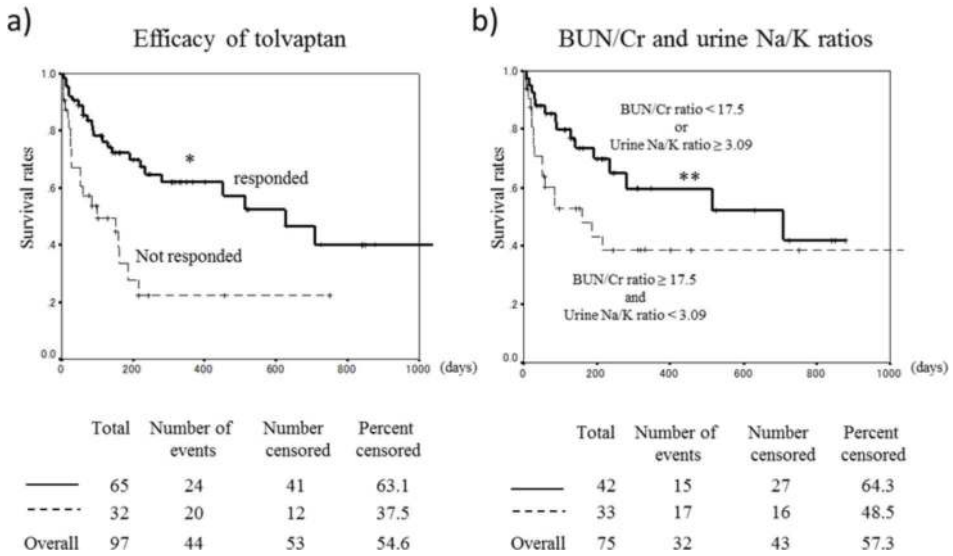 a)
Efficacy of tolvaptan
1.0
.8
.6
.4
.2
0.0
Survival rates
*
responded
Not responded
0 200 400 600 800 1000 (days)
Total Number of events Number censored Percent censored
65 24 41 63.1
32 20 12 37.5
Overall 97 44 53 54.6
b)
BUN/Cr and urine Na/K ratios
1.0
.8
.6
.4
.2
0.0
Survival rates
BUN/Cr ratio < 17.5
or
Urine Na/K ratio ≥ 3.09
**
BUN/Cr ratio ≥ 17.5
and
Urine Na/K ratio < 3.09
0 200 400 600 800 1000 (days)
Total Number of events Number censored Percent censored
42 15 27 64.3
33 17 16 48.5
Overall 75 32 43 57.3